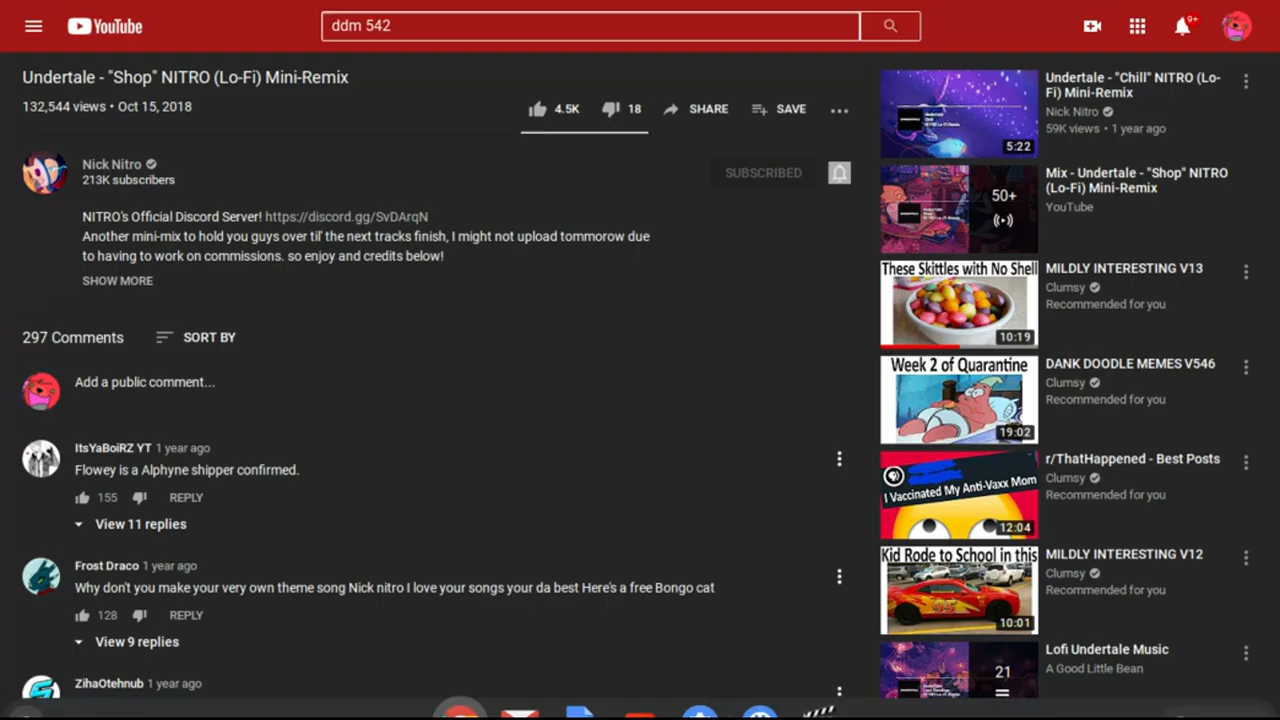 YouTube
ddm 542
9+
Undertale - "Shop" NITRO (Lo-Fi) Mini-Remix
132,544 views • Oct 15, 2018
4.5K
18
SHARE
SAVE
Nick Nitro
213K subscribers
SUBSCRIBED
NITRO's Official Discord Server! https://discord.gg/SvDArqN
Another mini-mix to hold you guys over til' the next tracks finish, I might not upload tommorow due
to having to work on commissions. so enjoy and credits below!
SHOW MORE
297 Comments
SORT BY
Add a public comment...
ItsYaBoiRZ YT 1 year ago
Flowey is a Alphyne shipper confirmed.
155
REPLY
View 11 replies
Frost Draco 1 year ago
Why don't you make your very own theme song Nick nitro I love your songs your da best Here's a free Bongo cat
128
REPLY
View 9 replies
ZihaOtehnub 1 year ago
5:22
Undertale - "Chill" NITRO (Lo-
Fi) Mini-Remix
Nick Nitro
59K views • 1 year ago
50+
Mix - Undertale - "Shop" NITRO
(Lo-Fi) Mini-Remix
YouTube
These Skittles with No Shell
10:19
MILDLY INTERESTING V13
Clumsy
Recommended for you
Week 2 of Quarantine
19:02
DANK DOODLE MEMES V546
Clumsy
Recommended for you
I Vaccinated My Anti-Vaxx Mom
12:04
r/ThatHappened - Best Posts
Clumsy
Recommended for you
Kid Rode to School in this
95
10:01
MILDLY INTERESTING V12
Clumsy
Recommended for you
21
Lofi Undertale Music
A Good Little Bean